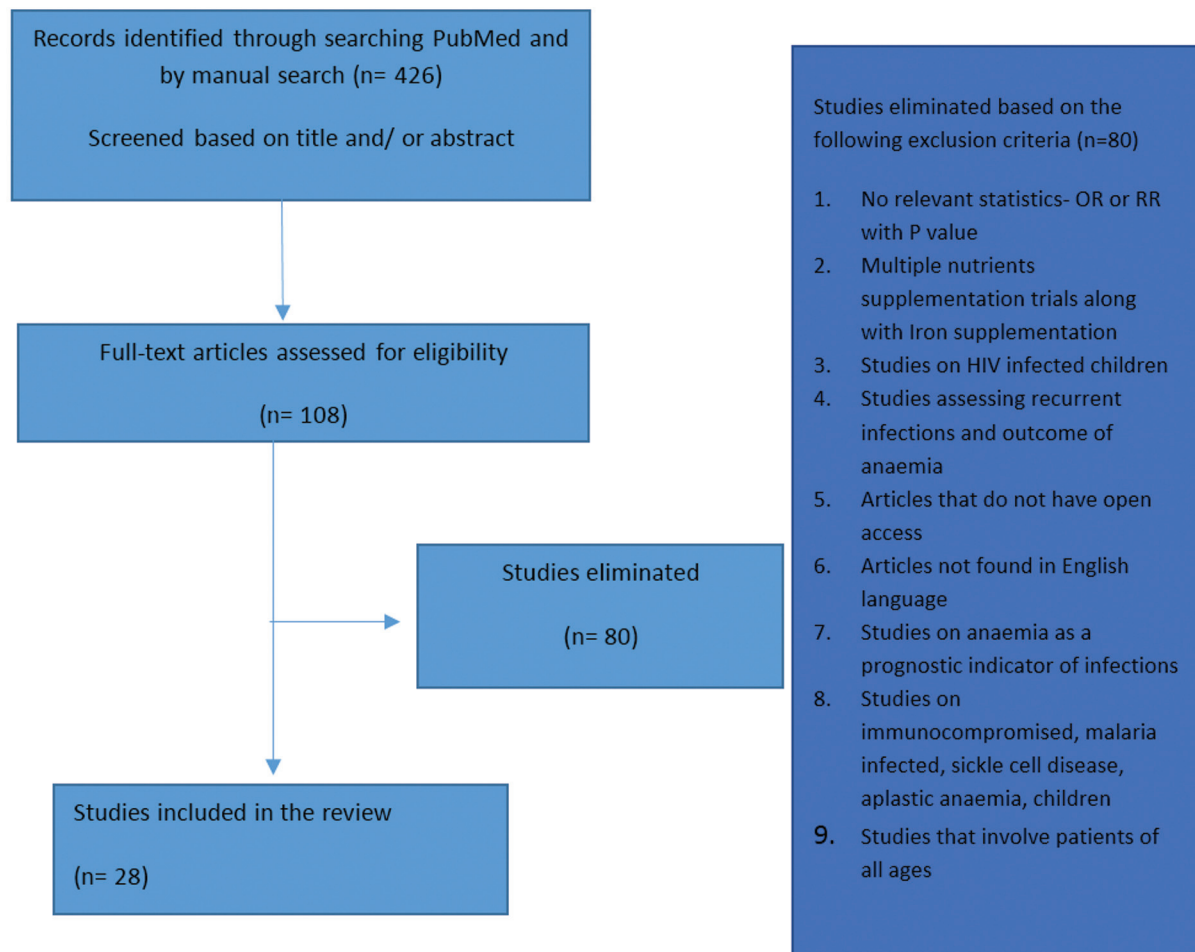 Records identified through searching PubMed and
by manual search (n= 426)
Screened based on title and/ or abstract
Full-text articles assessed for eligibility
(n= 108)
Studies eliminated
(n= 80)
Studies included in the review
(n= 28)
Studies eliminated based on the
following exclusion criteria (n=80)
1. No relevant statistics- OR or RR
with P value
2. Multiple nutrients
supplementation trials along
with Iron supplementation
3. Studies on HIV infected children
4. Studies assessing recurrent
infections and outcome of
anaemia
5. Articles that do not have open
access
6. Articles not found in English
language
7. Studies on anaemia as a
prognostic indicator of infections
8. Studies on
immunocompromised, malaria
infected, sickle cell disease,
aplastic anaemia, children
9. Studies that involve patients of
all ages